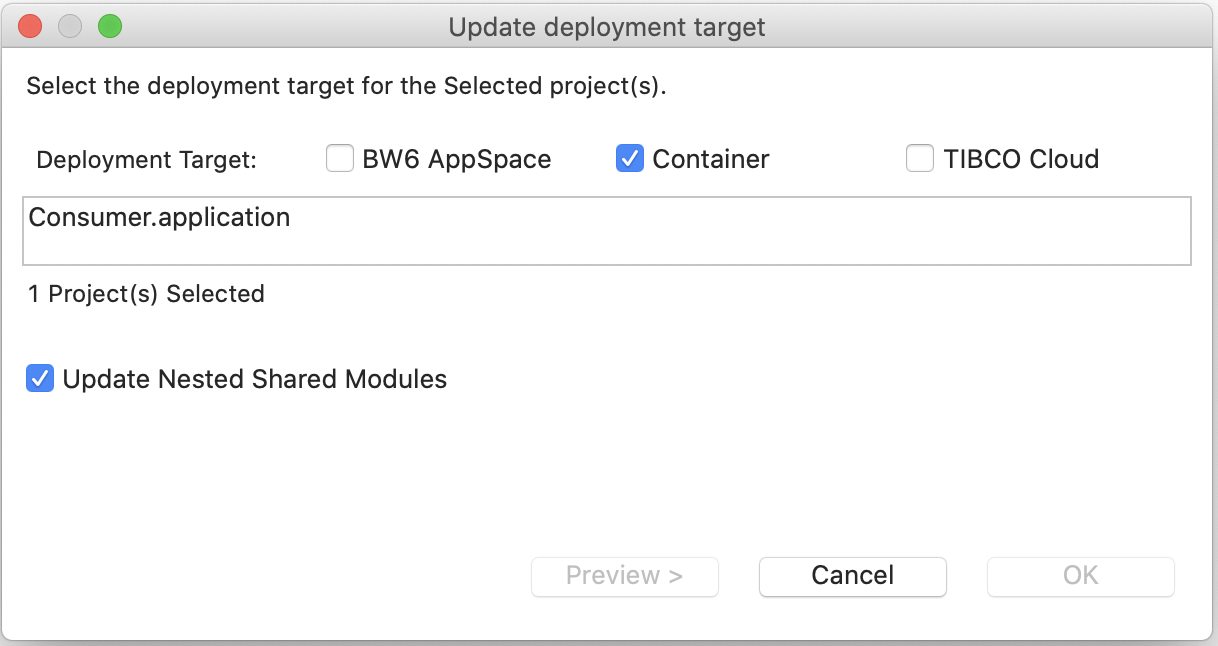 Update deployment target
Select the deployment target for the Selected project(s).
Deployment Target: BW6 AppSpace Container TIBCO Cloud
Consumer.application
1 Project(s) Selected
Update Nested Shared Modules
Preview > Cancel OK